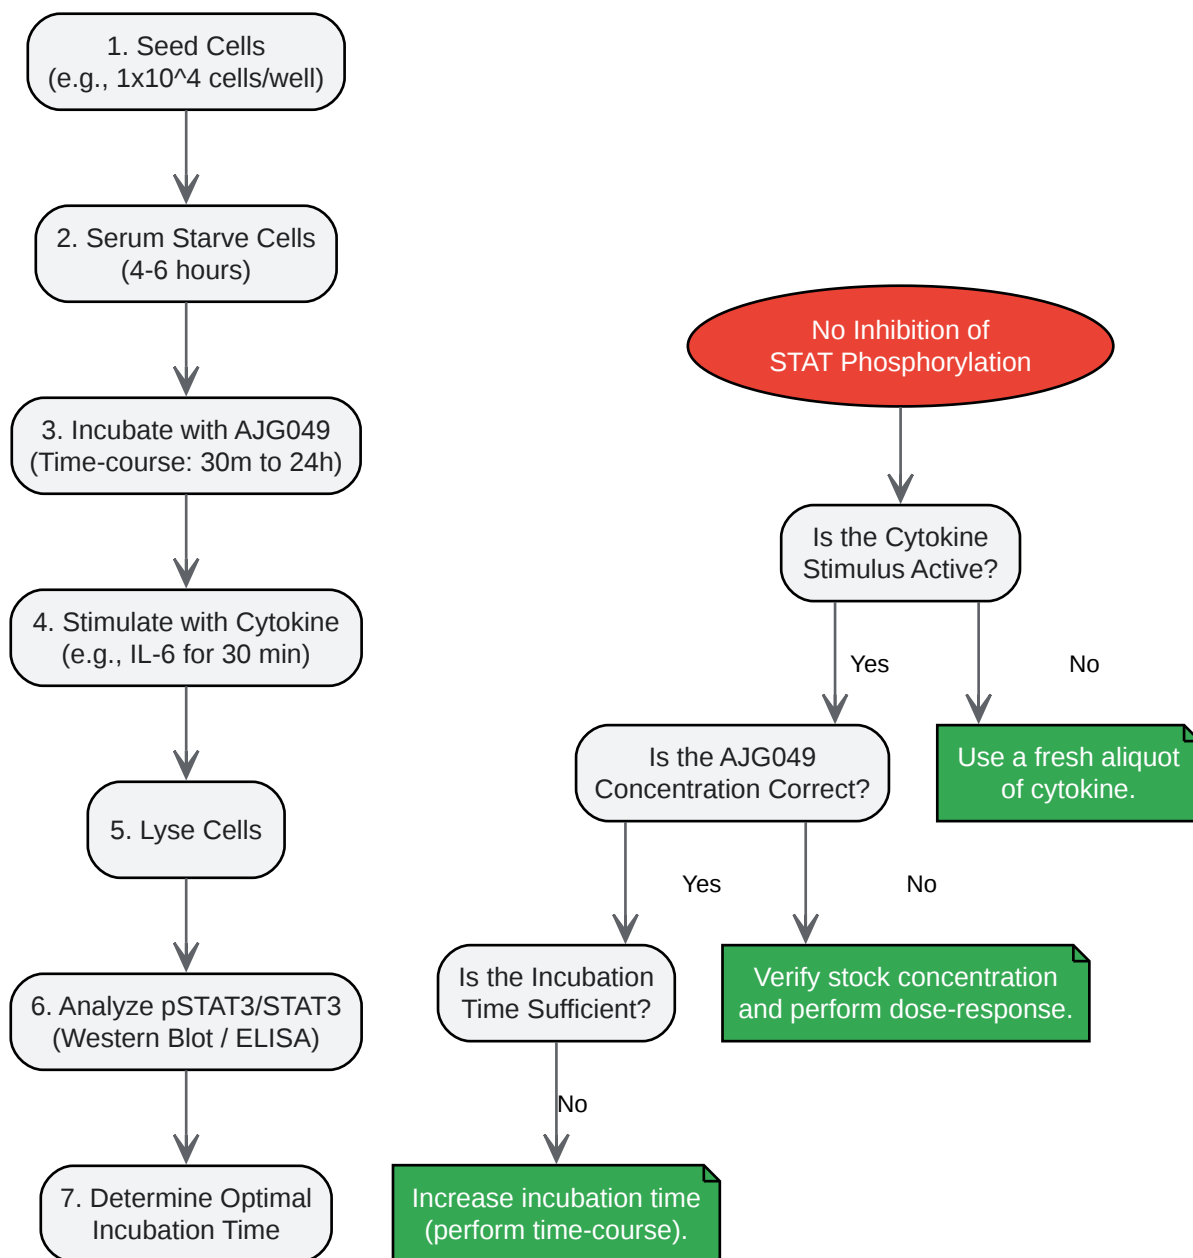 1. Seed Cells
(e.g., 1x10^4 cells/well)
2. Serum Starve Cells
(4-6 hours)
3. Incubate with AJG049
(Time-course: 30m to 24h)
4. Stimulate with Cytokine
(e.g., IL-6 for 30 min)
5. Lyse Cells
6. Analyze pSTAT3/STAT3
(Western Blot / ELISA)
7. Determine Optimal
Incubation Time
No Inhibition of
STAT Phosphorylation
Is the Cytokine
Stimulus Active?
Yes
No
Is the AJG049
Concentration Correct?
Use a fresh aliquot
of cytokine.
Yes
No
Is the Incubation
Time Sufficient?
Verify stock concentration
and perform dose-response.
No
Increase incubation time
(perform time-course).